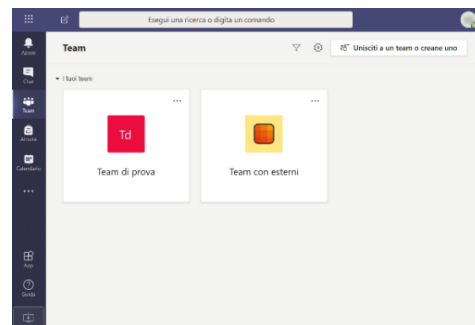 Esegui una ricerca o digita un comando
Team
Unisciti a un team o creane uno
I tuoi team
Td
Team di prova
Team con esterni
Chat
Team
Attività
Calendario
App
Guida